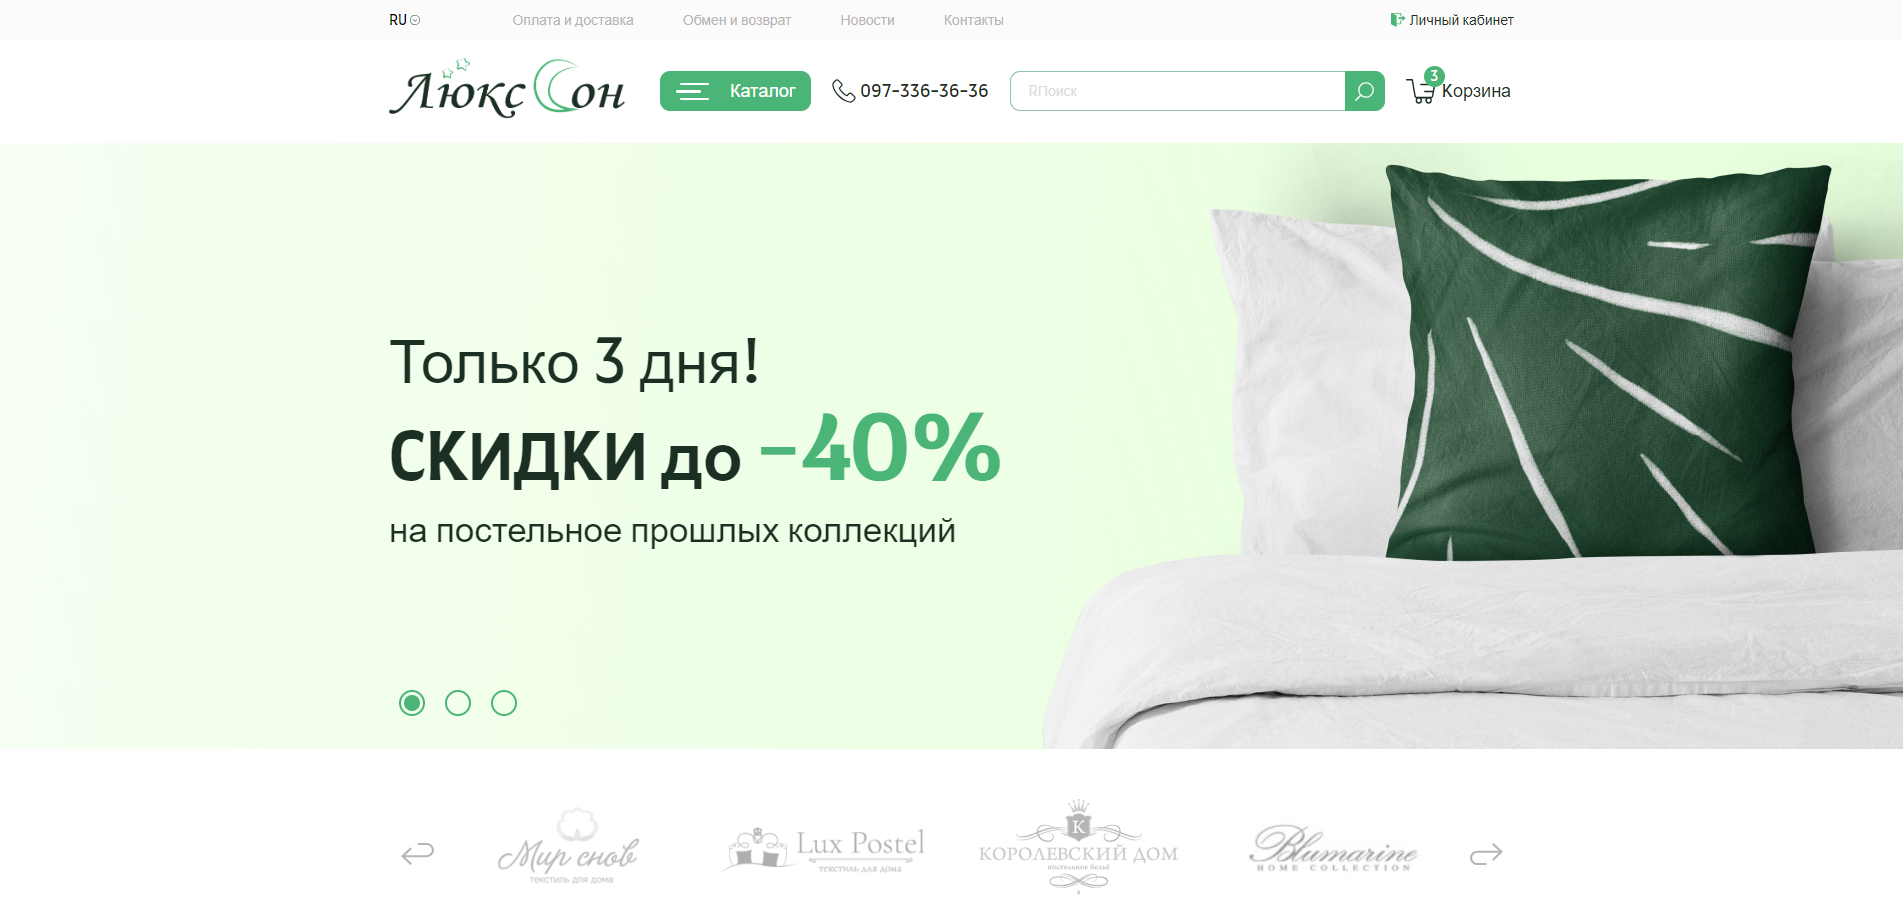 RU
Оплата и доставка
Обмен и возврат
Новости
Контакты
Личный кабинет
Люкс Сон
Каталог
097-336-36-36
RПоиск
3
Корзина
Только 3 дня!
СКИДКИ до -40%
на постельное прошлых коллекций
Мир снов
текстиль для дома
Lux Postel
текстиль для дома
K
КОРОЛЕВСКИЙ ДОМ
постельное бельё
Blumarine
HOME COLLECTION